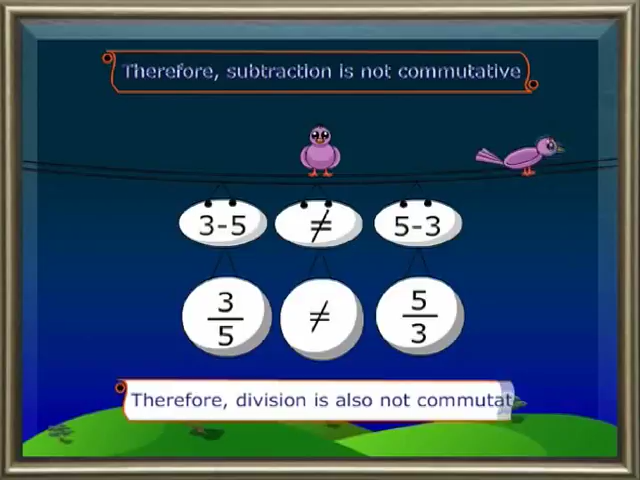 Therefore, subtraction is not commutative
3-5 ≠ 5-3
3/5 ≠ 5/3
Therefore, division is also not commutat